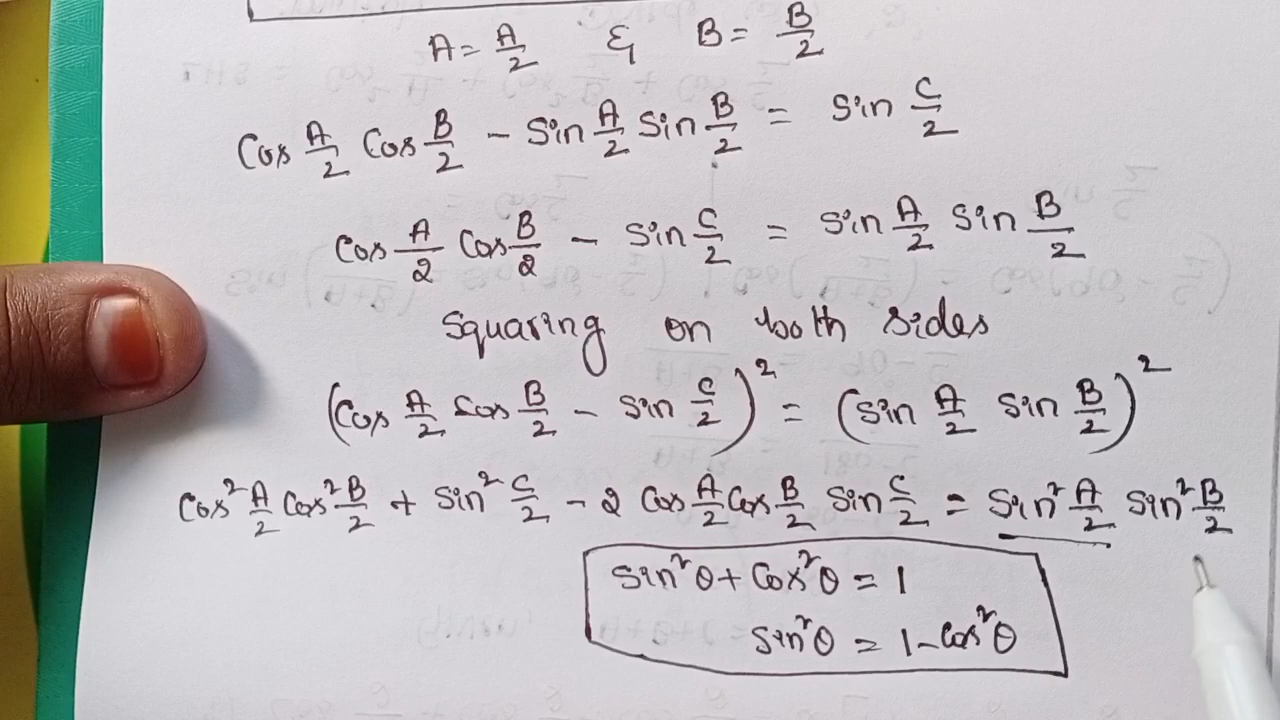 A = A/2 & B = B/2
Cos A/2 Cos B/2 - Sin A/2 Sin B/2 = Sin C/2
Cos A/2 Cos B/2 - Sin C/2 = Sin A/2 Sin B/2
Squaring on both sides
(Cos A/2 Cos B/2 - Sin C/2)² = (Sin A/2 Sin B/2)²
Cos² A/2 Cos² B/2 + Sin² C/2 - 2 Cos A/2 Cos B/2 Sin C/2 = Sin² A/2 Sin² B/2
Sin²θ + Cos²θ = 1
Sin²θ = 1 - Cos²θ